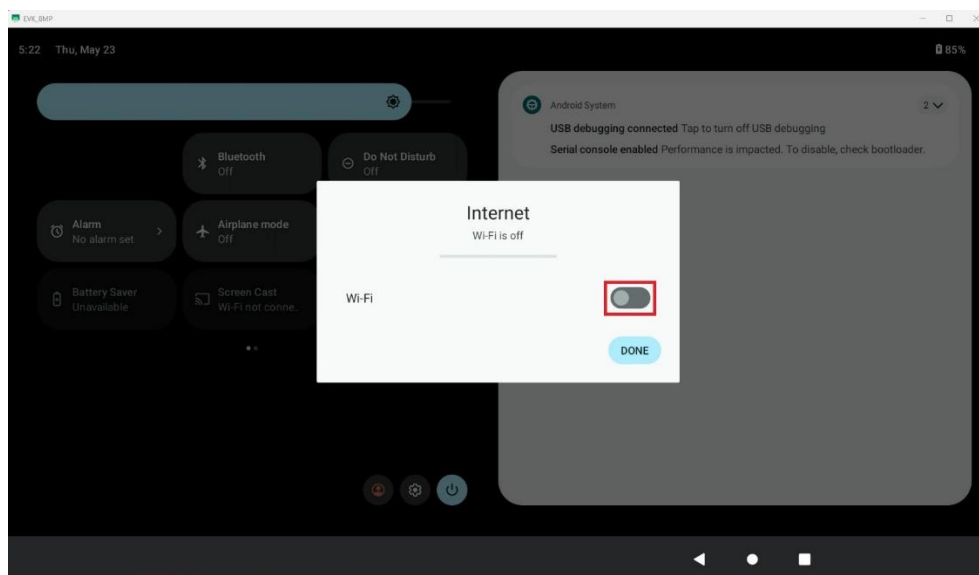 EVK_8MP
5:22 Thu, May 23
85%
Android System
2
USB debugging connected Tap to turn off USB debugging
Serial console enabled Performance is impacted. To disable, check bootloader.
Bluetooth
Off
Do Not Disturb
Off
Alarm
No alarm set
Airplane mode
Off
Battery Saver
Unavailable
Screen Cast
Wi-Fi not conne..
Internet
Wi-Fi is off
Wi-Fi
DONE